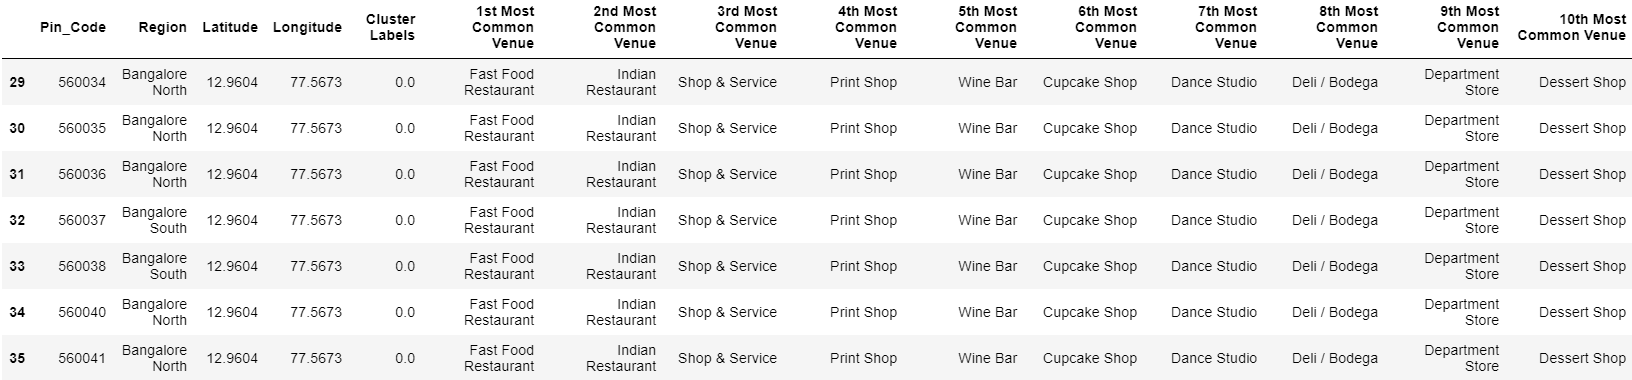 Pin_Code Region Latitude Longitude Cluster Labels 1st Most Common Venue 2nd Most Common Venue 3rd Most Common Venue 4th Most Common Venue 5th Most Common Venue 6th Most Common Venue 7th Most Common Venue 8th Most Common Venue 9th Most Common Venue 10th Most Common Venue
29 560034 Bangalore North 12.9604 77.5673 0.0 Fast Food Restaurant Indian Restaurant Shop & Service Print Shop Wine Bar Cupcake Shop Dance Studio Deli / Bodega Department Store Dessert Shop
30 560035 Bangalore North 12.9604 77.5673 0.0 Fast Food Restaurant Indian Restaurant Shop & Service Print Shop Wine Bar Cupcake Shop Dance Studio Deli / Bodega Department Store Dessert Shop
31 560036 Bangalore North 12.9604 77.5673 0.0 Fast Food Restaurant Indian Restaurant Shop & Service Print Shop Wine Bar Cupcake Shop Dance Studio Deli / Bodega Department Store Dessert Shop
32 560037 Bangalore South 12.9604 77.5673 0.0 Fast Food Restaurant Indian Restaurant Shop & Service Print Shop Wine Bar Cupcake Shop Dance Studio Deli / Bodega Department Store Dessert Shop
33 560038 Bangalore South 12.9604 77.5673 0.0 Fast Food Restaurant Indian Restaurant Shop & Service Print Shop Wine Bar Cupcake Shop Dance Studio Deli / Bodega Department Store Dessert Shop
34 560040 Bangalore North 12.9604 77.5673 0.0 Fast Food Restaurant Indian Restaurant Shop & Service Print Shop Wine Bar Cupcake Shop Dance Studio Deli / Bodega Department Store Dessert Shop
35 560041 Bangalore North 12.9604 77.5673 0.0 Fast Food Restaurant Indian Restaurant Shop & Service Print Shop Wine Bar Cupcake Shop Dance Studio Deli / Bodega Department Store Dessert Shop